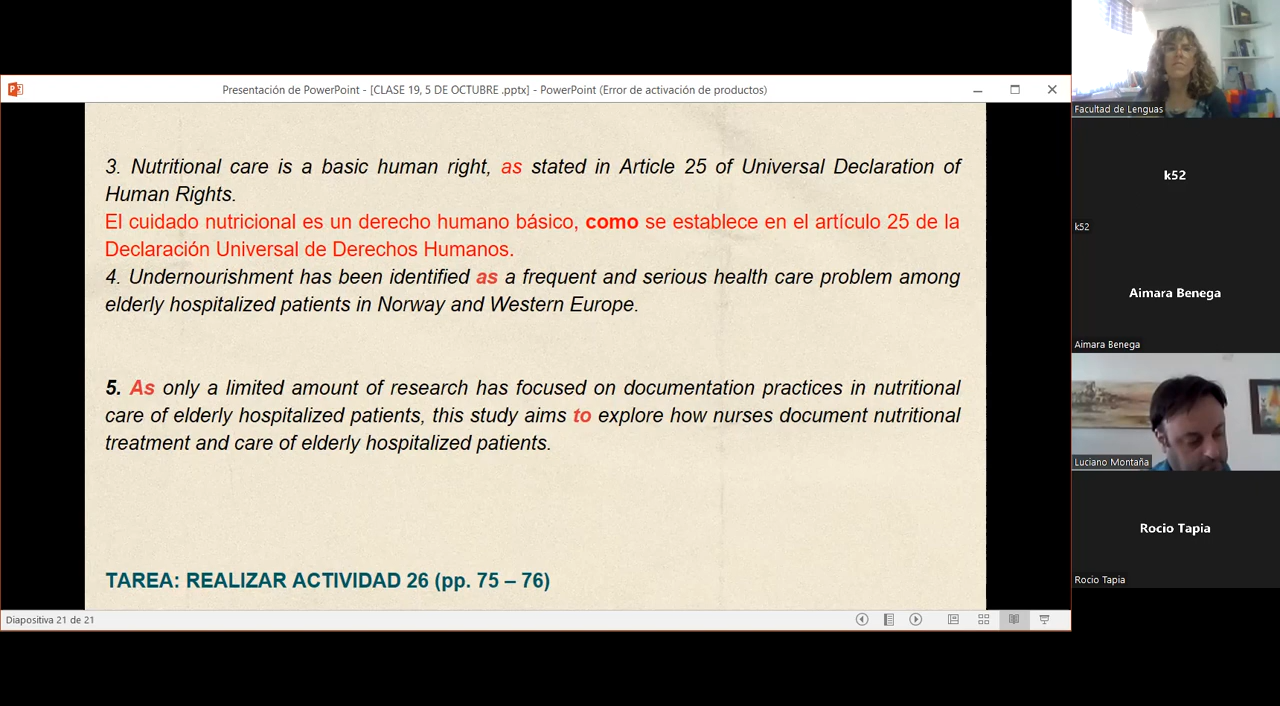 Presentación de PowerPoint - [CLASE 19, 5 DE OCTUBRE .pptx] - PowerPoint (Error de activación de productos)
3. Nutritional care is a basic human right, as stated in Article 25 of Universal Declaration of
Human Rights.
El cuidado nutricional es un derecho humano básico, como se establece en el artículo 25 de la
Declaración Universal de Derechos Humanos.
4. Undernourishment has been identified as a frequent and serious health care problem among
elderly hospitalized patients in Norway and Western Europe.
5. As only a limited amount of research has focused on documentation practices in nutritional
care of elderly hospitalized patients, this study aims to explore how nurses document nutritional
treatment and care of elderly hospitalized patients.
TAREA: REALIZAR ACTIVIDAD 26 (pp. 75 – 76)
Diapositiva 21 de 21
Facultad de Lenguas
k52
k52
Aimara Benega
Aimara Benega
Luciano Montaña
Rocio Tapia
Rocio Tapia